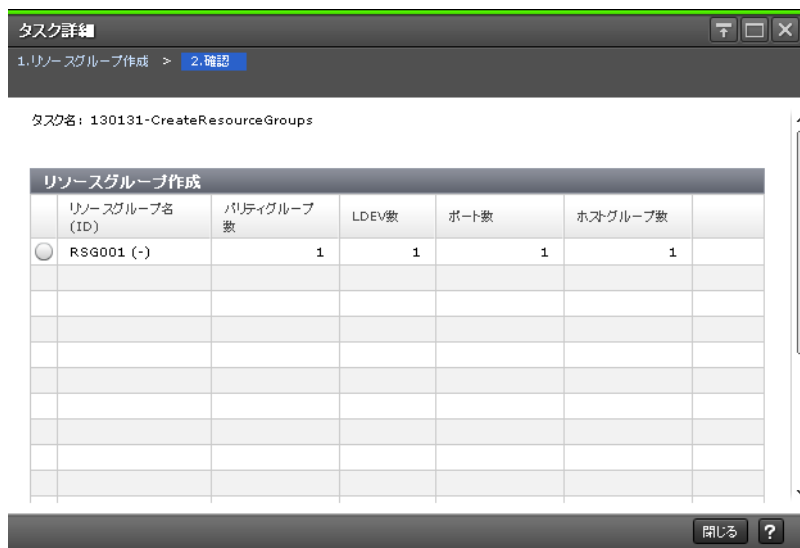 タスク詳細
1.リソースグループ作成 > 2.確認
タスク名: 130131-CreateResourceGroups
リソースグループ作成
リソースグループ名 (ID) パリティグループ数 LDEV数 ポート数 ホストグループ数
RSG001 (-) 1 1 1 1
閉じる ?